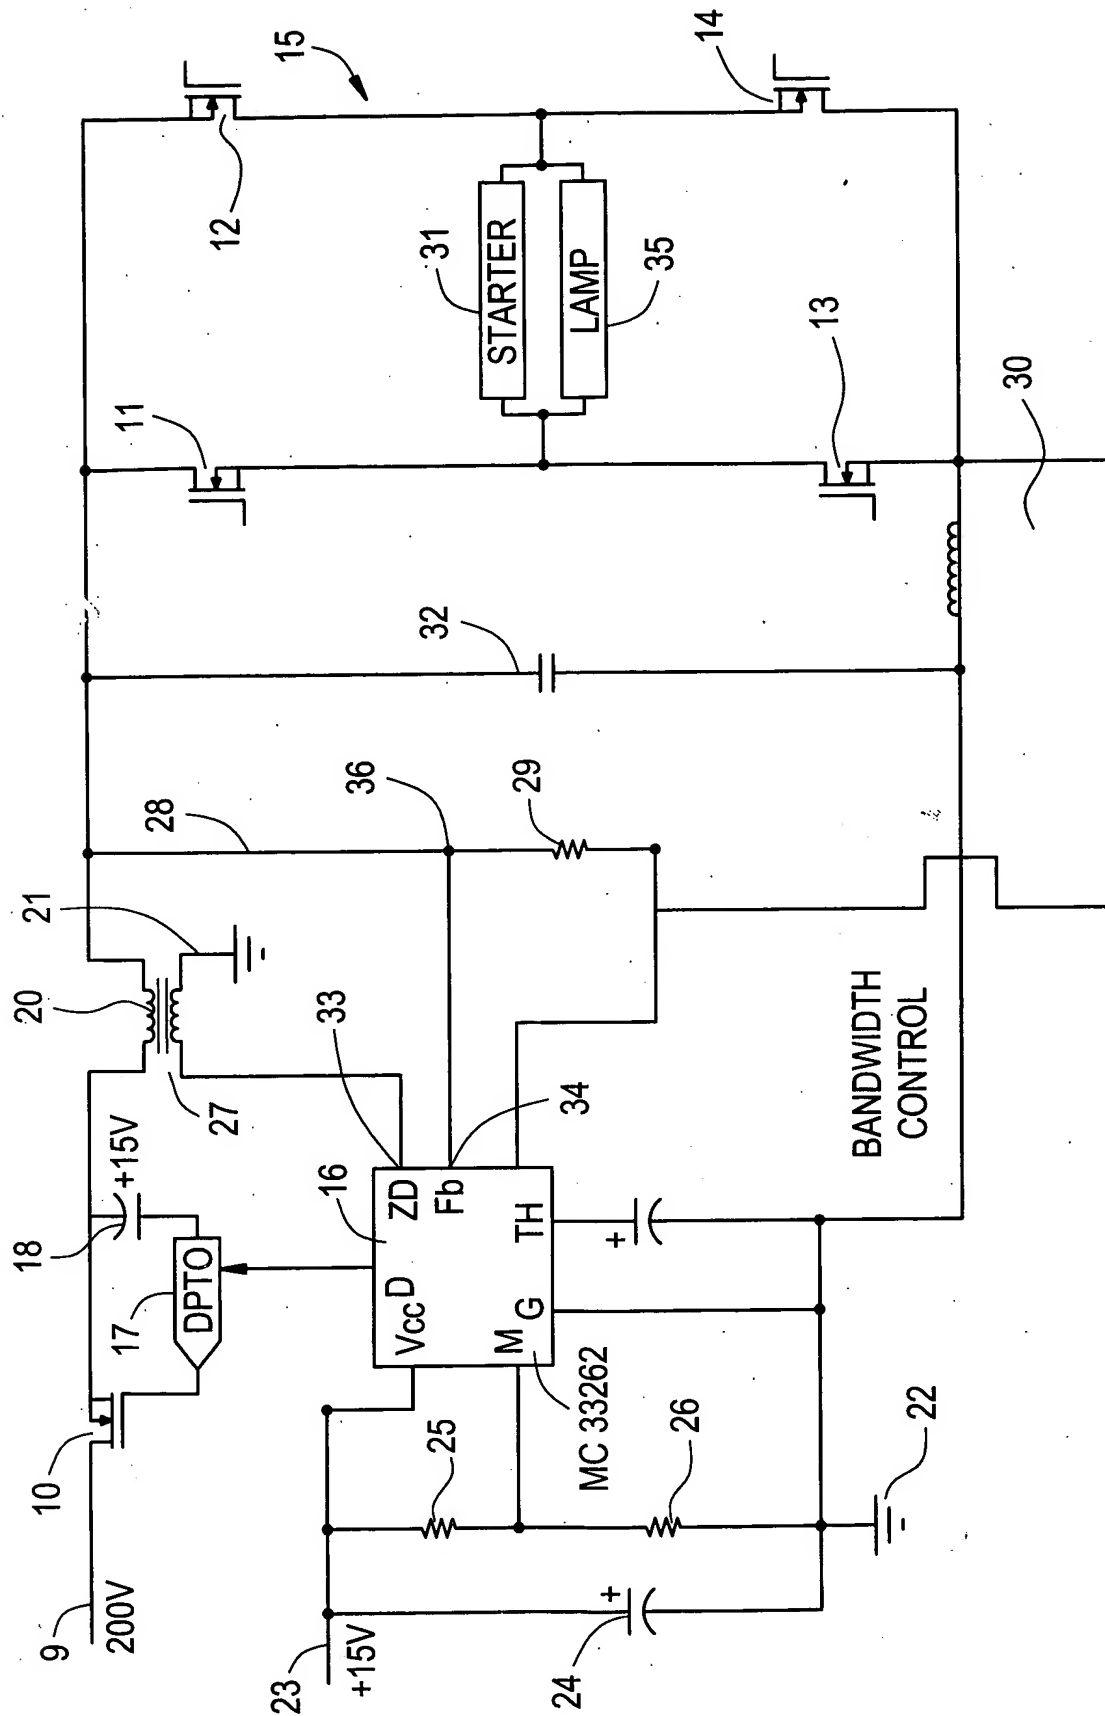 9
200V
10
17
DPTO
18
+15V
20
27
21
28
36
29
32
11
12
15
14
STARTER
31
LAMP
35
13
30
33
34
16
ZD
Fb
D
Vcc
M
G
TH
MC 33262
+
BANDWIDTH
CONTROL
25
26
22
23
+15V
24
+